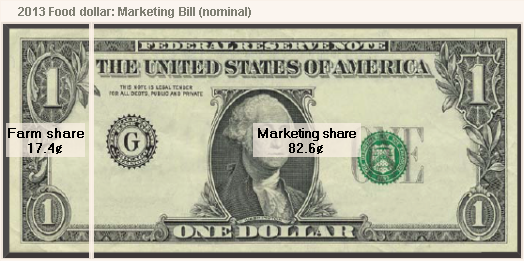 2013 Food dollar: Marketing Bill (nominal)
FEDERAL RESERVE NOTE
THE UNITED STATES OF AMERICA
THIS NOTE IS LEGAL TENDER
FOR ALL DEBTS, PUBLIC AND PRIVATE
1
1
Farm share
17.4¢
G
Marketing share
82.6¢
1
1
ONE DOLLAR